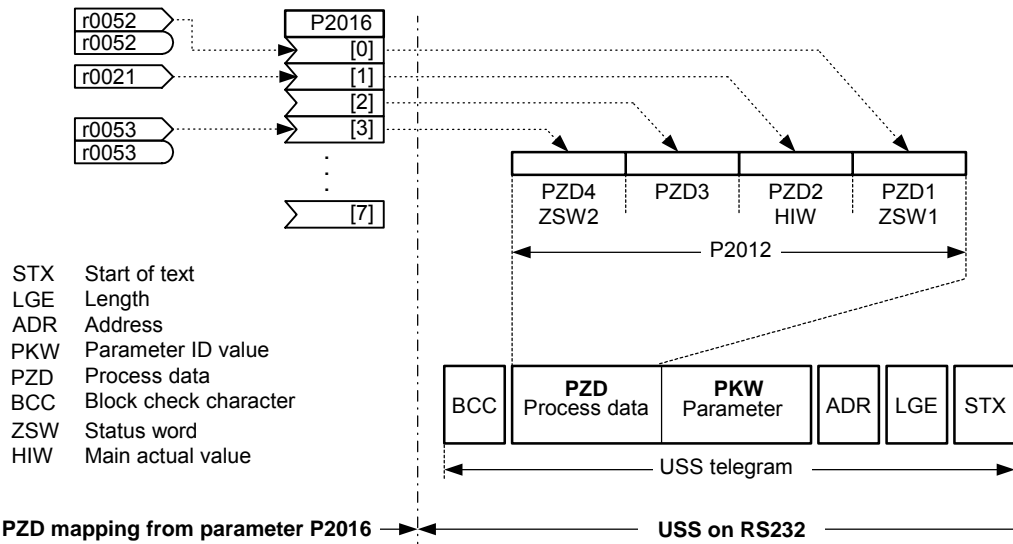 r0052
r0052
r0021
r0053
r0053
P2016
[0]
[1]
[2]
[3]
.
.
.
[7]
PZD4
ZSW2
PZD3
PZD2
HIW
PZD1
ZSW1
P2012
STX Start of text
LGE Length
ADR Address
PKW Parameter ID value
PZD Process data
BCC Block check character
ZSW Status word
HIW Main actual value
BCC
PZD
Process data
PKW
Parameter
ADR
LGE
STX
USS telegram
PZD mapping from parameter P2016
USS on RS232